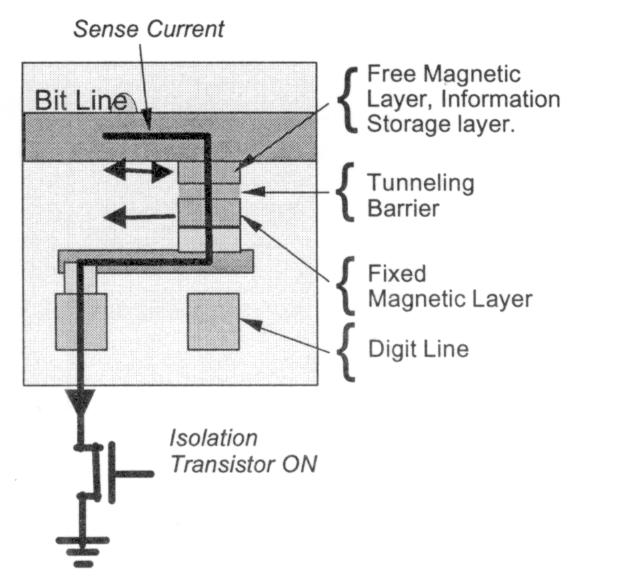 Sense Current
Bit Line
Free Magnetic
Layer, Information
Storage layer.
Tunneling
Barrier
Fixed
Magnetic Layer
Digit Line
Isolation
Transistor ON